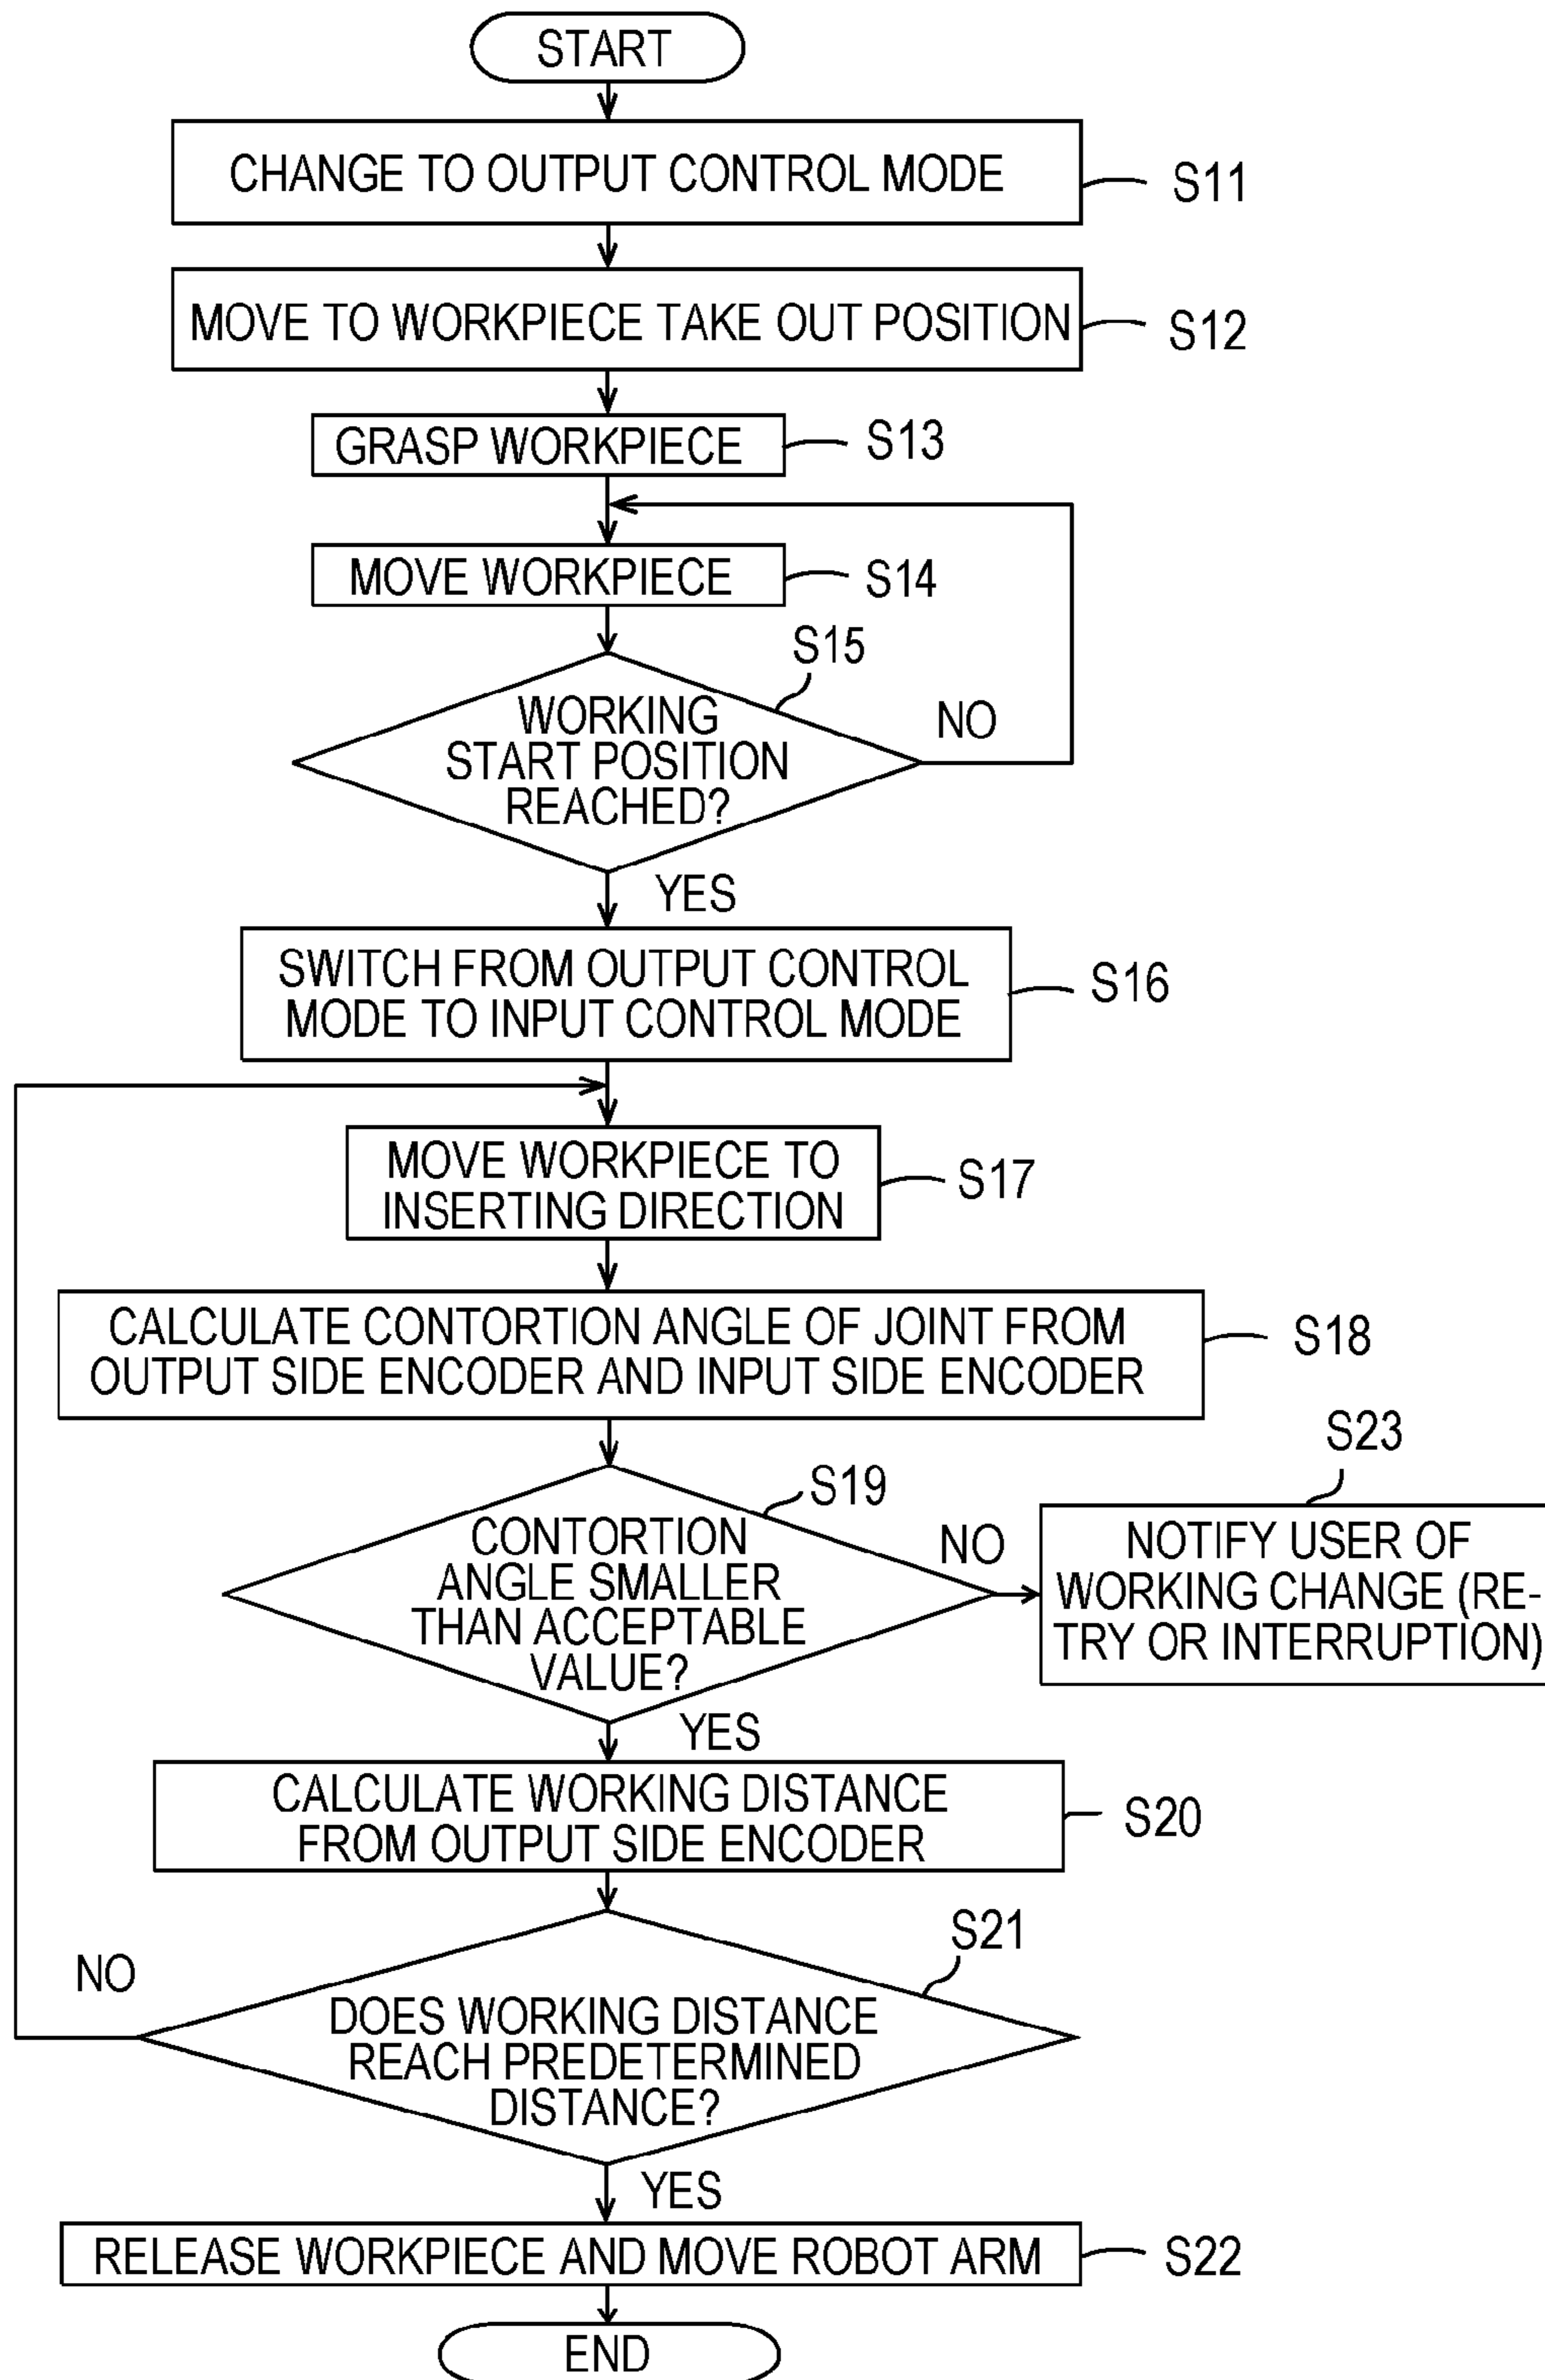 START
CHANGE TO OUTPUT CONTROL MODE
S11
MOVE TO WORKPIECE TAKE OUT POSITION
S12
GRASP WORKPIECE
S13
MOVE WORKPIECE
S14
S15
WORKING
START POSITION
REACHED?
NO
YES
SWITCH FROM OUTPUT CONTROL
MODE TO INPUT CONTROL MODE
S16
MOVE WORKPIECE TO
INSERTING DIRECTION
S17
CALCULATE CONTORTION ANGLE OF JOINT FROM
OUTPUT SIDE ENCODER AND INPUT SIDE ENCODER
S18
S19
CONTORTION
ANGLE SMALLER
THAN ACCEPTABLE
VALUE?
NO
S23
NOTIFY USER OF
WORKING CHANGE (RE-
TRY OR INTERRUPTION)
YES
CALCULATE WORKING DISTANCE
FROM OUTPUT SIDE ENCODER
S20
S21
NO
DOES WORKING DISTANCE
REACH PREDETERMINED
DISTANCE?
YES
RELEASE WORKPIECE AND MOVE ROBOT ARM
S22
END